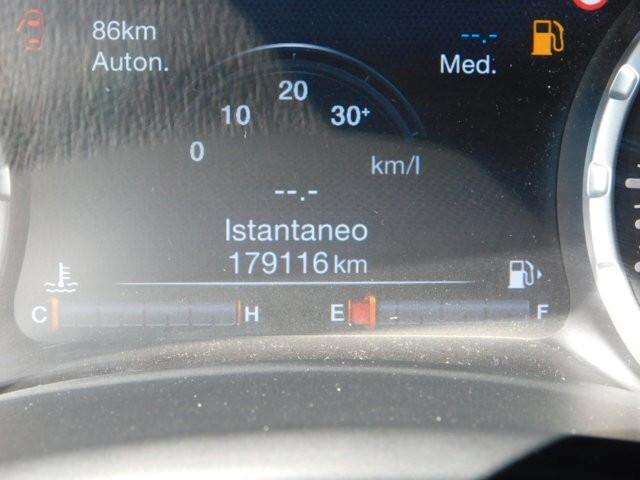 86km
Auton.
--.-
Med.
0
10
20
30+
km/l
--.-
Istantaneo
179116 km
C H
E F